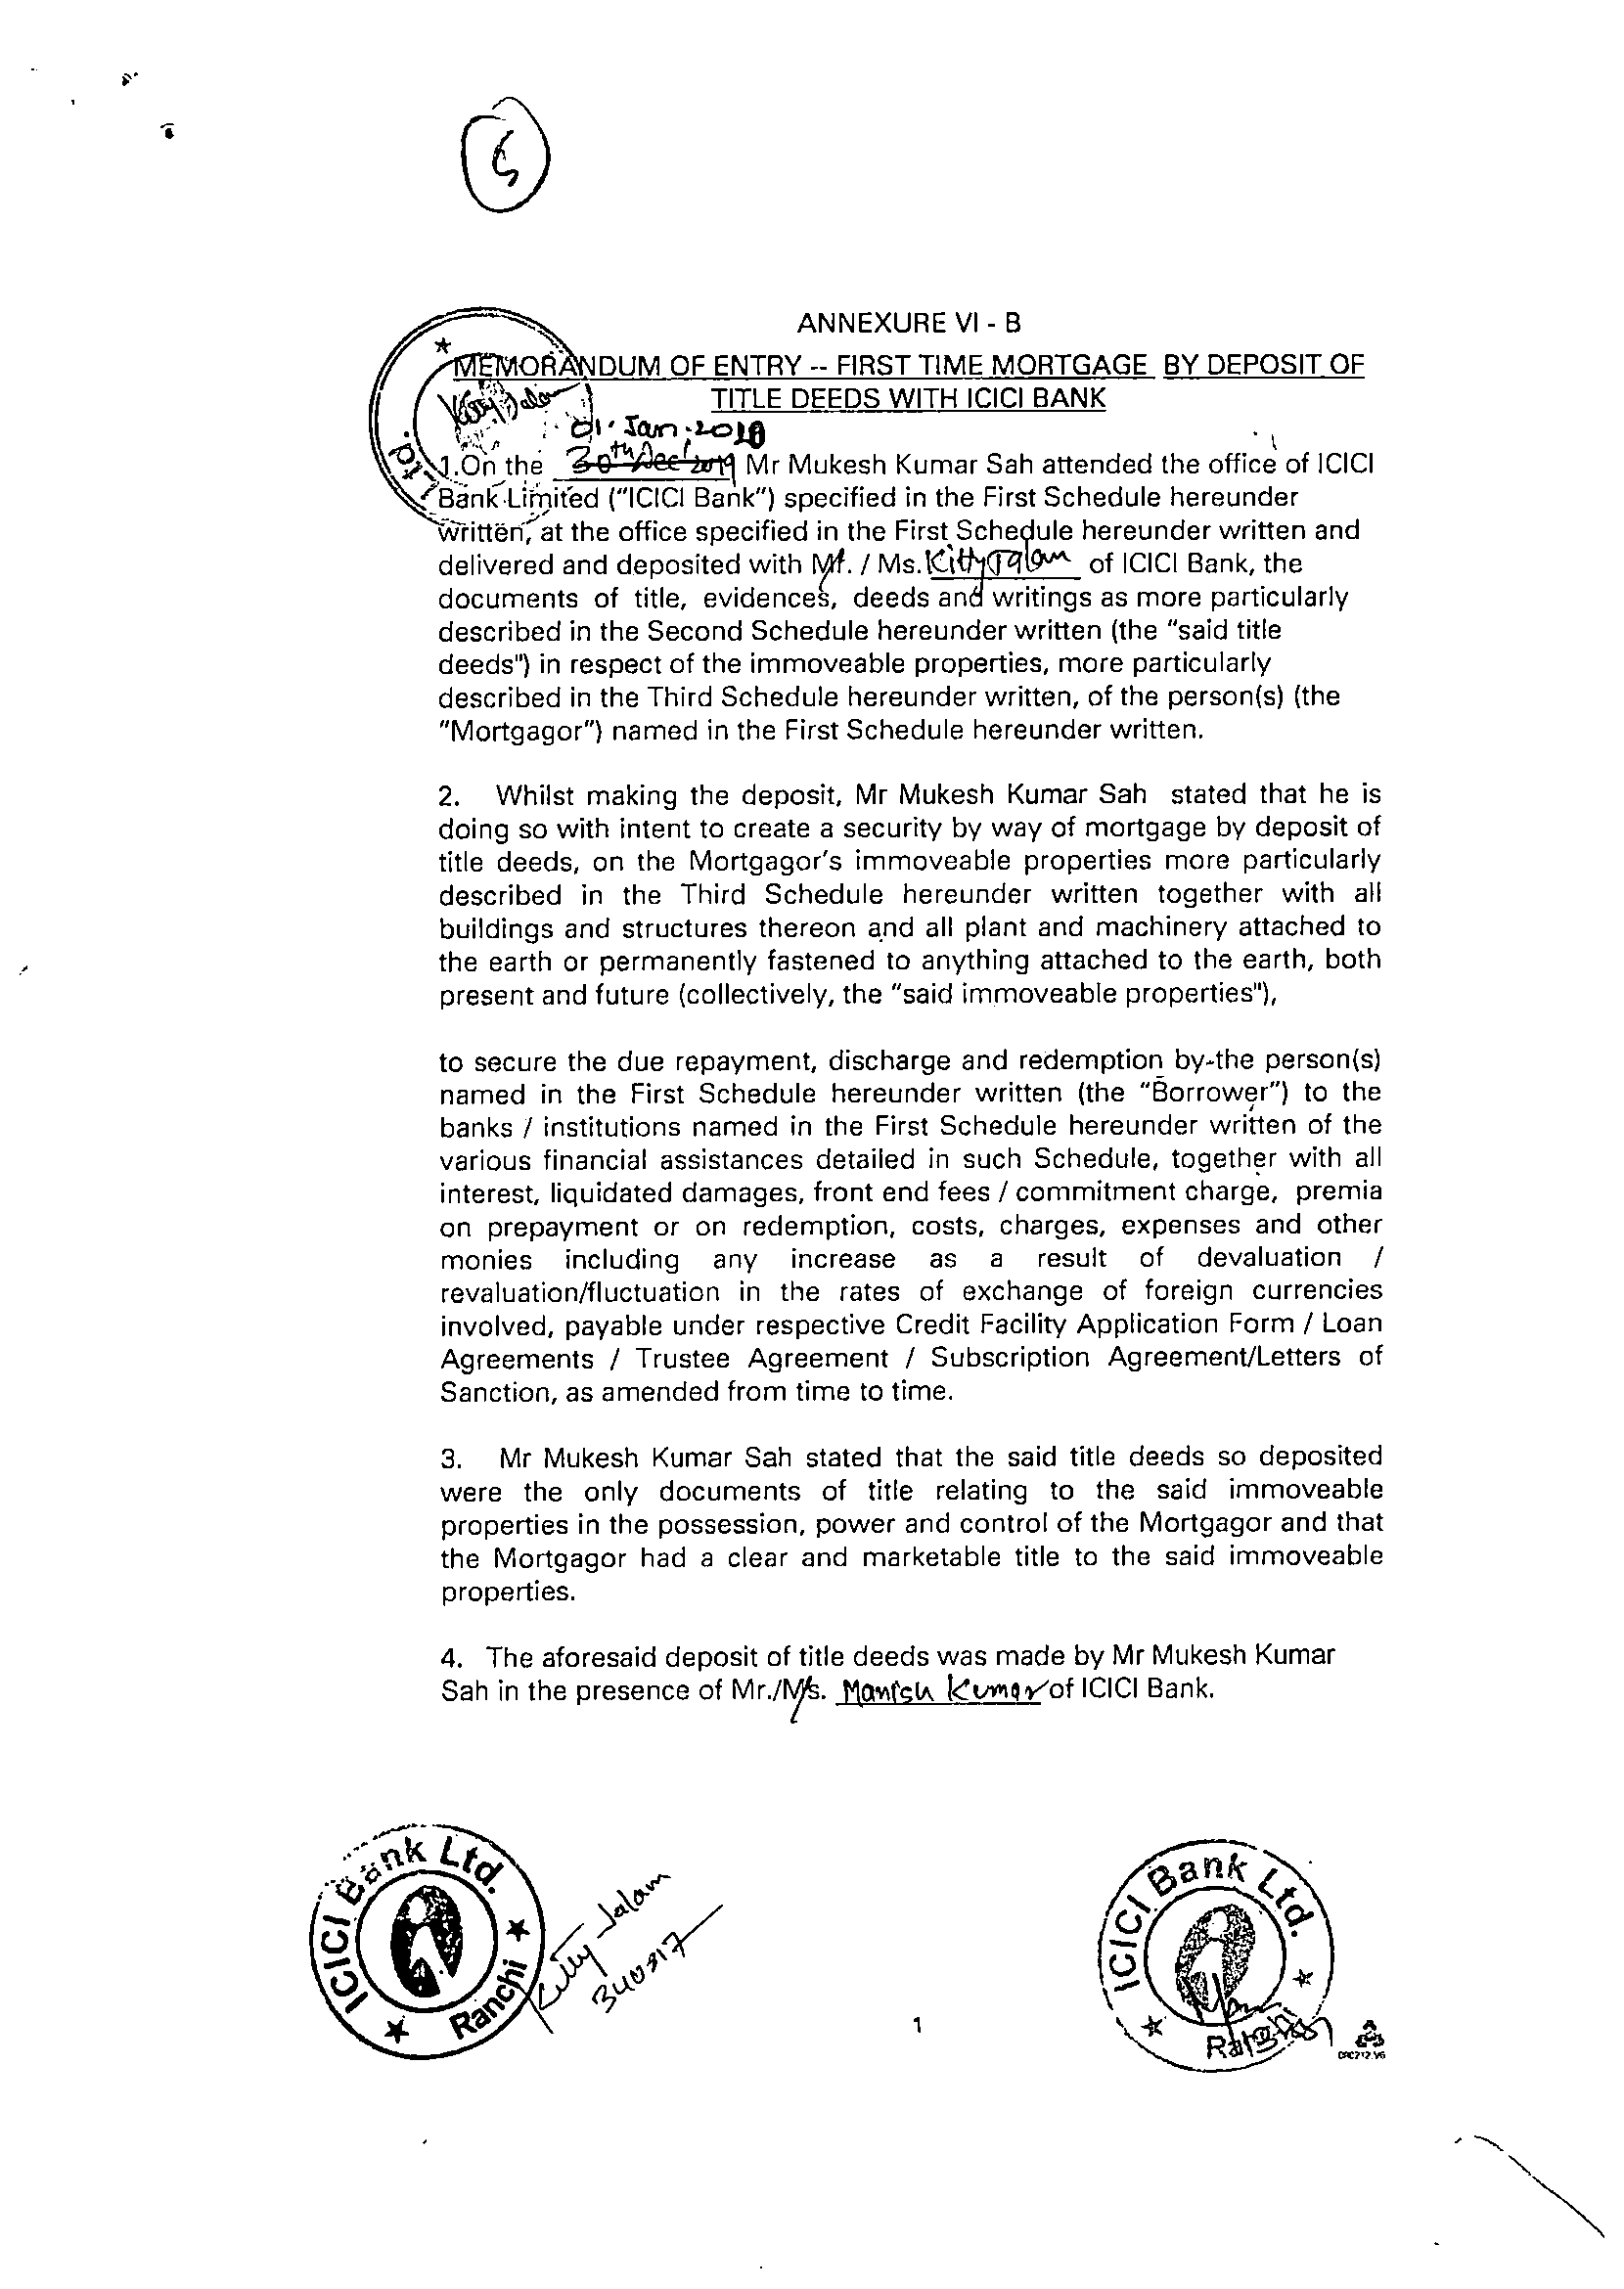 ANNEXURE VI - B
MEMORANDUM OF ENTRY -- FIRST TIME MORTGAGE BY DEPOSIT OF
TITLE DEEDS WITH ICICI BANK
01. Jan.
1.On the 30th Dec' 2019 Mr Mukesh Kumar Sah attended the office of ICICI
Bank Limited ("ICICI Bank") specified in the First Schedule hereunder
written, at the office specified in the First Schedule hereunder written and
delivered and deposited with Mr. / Ms. Kitty Jalan of ICICI Bank, the
documents of title, evidences, deeds and writings as more particularly
described in the Second Schedule hereunder written (the "said title
deeds") in respect of the immoveable properties, more particularly
described in the Third Schedule hereunder written, of the person(s) (the
"Mortgagor") named in the First Schedule hereunder written.
2. Whilst making the deposit, Mr Mukesh Kumar Sah stated that he is
doing so with intent to create a security by way of mortgage by deposit of
title deeds, on the Mortgagor's immoveable properties more particularly
described in the Third Schedule hereunder written together with all
buildings and structures thereon and all plant and machinery attached to
the earth or permanently fastened to anything attached to the earth, both
present and future (collectively, the "said immoveable properties"),
to secure the due repayment, discharge and redemption by-the person(s)
named in the First Schedule hereunder written (the "Borrower") to the
banks / institutions named in the First Schedule hereunder written of the
various financial assistances detailed in such Schedule, together with all
interest, liquidated damages, front end fees / commitment charge, premia
on prepayment or on redemption, costs, charges, expenses and other
monies including any increase as a result of devaluation /
revaluation/fluctuation in the rates of exchange of foreign currencies
involved, payable under respective Credit Facility Application Form / Loan
Agreements / Trustee Agreement / Subscription Agreement/Letters of
Sanction, as amended from time to time.
3. Mr Mukesh Kumar Sah stated that the said title deeds so deposited
were the only documents of title relating to the said immoveable
properties in the possession, power and control of the Mortgagor and that
the Mortgagor had a clear and marketable title to the said immoveable
properties.
4. The aforesaid deposit of title deeds was made by Mr Mukesh Kumar
Sah in the presence of Mr./Ms. Manish Kumar of ICICI Bank.
ICICI Bank Ltd. Ranchi
Kitty Jalan
ICICI Bank Ltd. Ranchi
1